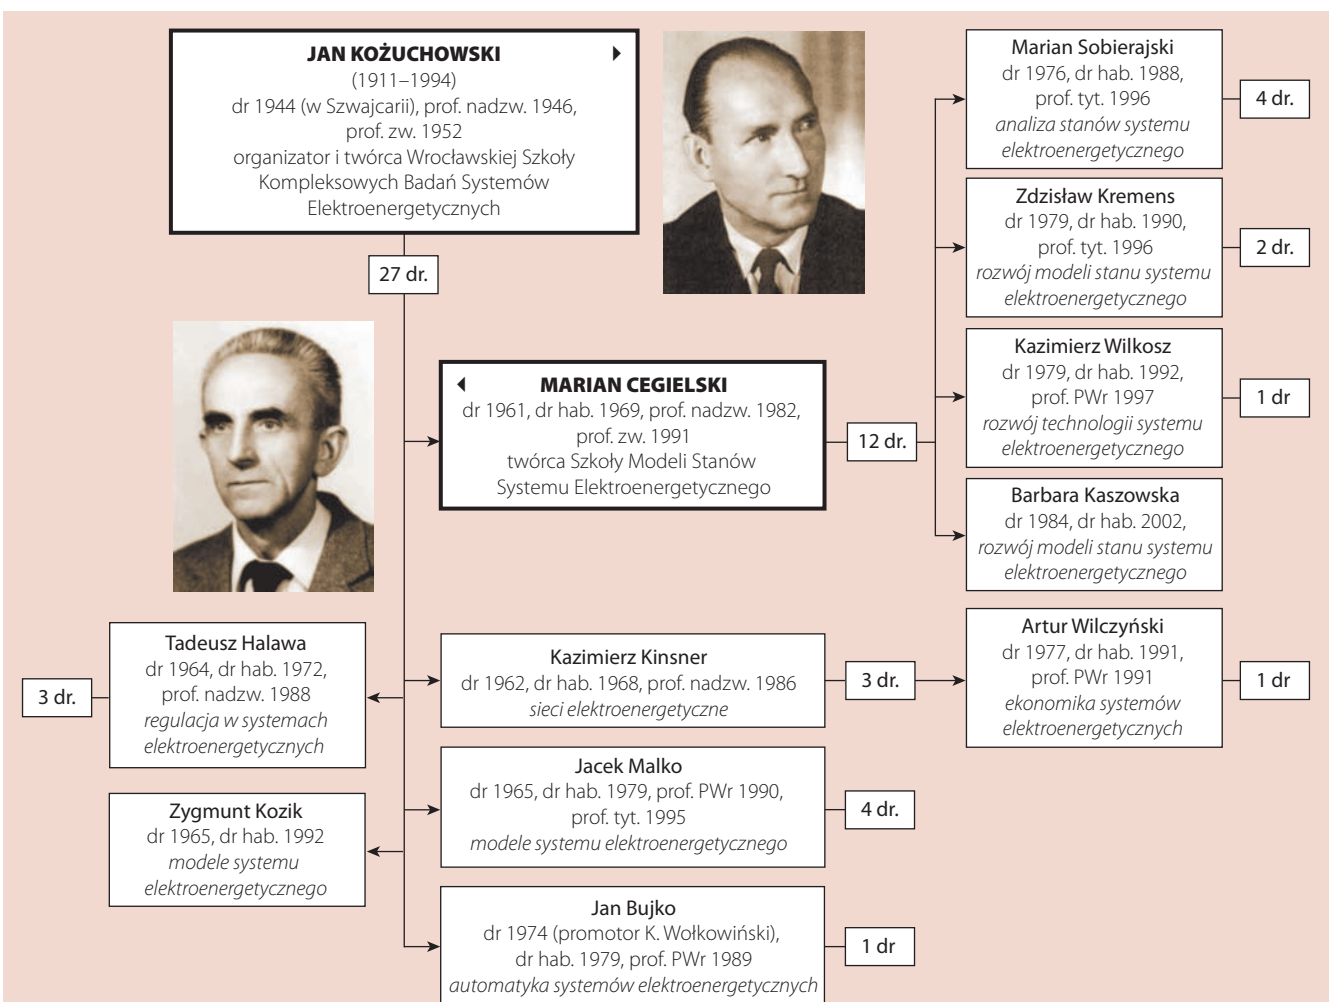 JAN KOŻUCHOWSKI
(1911–1994)
dr 1944 (w Szwajcarii), prof. nadzw. 1946,
prof. zw. 1952
organizator i twórca Wrocławskiej Szkoły
Kompleksowych Badań Systemów
Elektroenergetycznych
27 dr.
MARIAN CEGIELSKI
dr 1961, dr hab. 1969, prof. nadzw. 1982,
prof. zw. 1991
twórca Szkoły Modeli Stanów
Systemu Elektroenergetycznego
12 dr.
Marian Sobierajski
dr 1976, dr hab. 1988,
prof. tyt. 1996
analiza stanów systemu
elektroenergetycznego
4 dr.
Zdzisław Kremens
dr 1979, dr hab. 1990,
prof. tyt. 1996
rozwój modeli stanu systemu
elektroenergetycznego
2 dr.
Kazimierz Wilkosz
dr 1979, dr hab. 1992,
prof. PWr 1997
rozwój technologii systemu
elektroenergetycznego
1 dr
Barbara Kaszowska
dr 1984, dr hab. 2002,
rozwój modeli stanu systemu
elektroenergetycznego
Tadeusz Halawa
dr 1964, dr hab. 1972,
prof. nadzw. 1988
regulacja w systemach
elektroenergetycznych
3 dr.
Kazimierz Kinsner
dr 1962, dr hab. 1968, prof. nadzw. 1986
sieci elektroenergetyczne
3 dr.
Artur Wilczyński
dr 1977, dr hab. 1991,
prof. PWr 1991
ekonomika systemów
elektroenergetycznych
1 dr
Zygmunt Kozik
dr 1965, dr hab. 1992
modele systemu
elektroenergetycznego
Jacek Malko
dr 1965, dr hab. 1979, prof. PWr 1990,
prof. tyt. 1995
modele systemu elektroenergetycznego
4 dr.
Jan Bujko
dr 1974 (promotor K. Wołkowiński),
dr hab. 1979, prof. PWr 1989
automatyka systemów elektroenergetycznych
1 dr